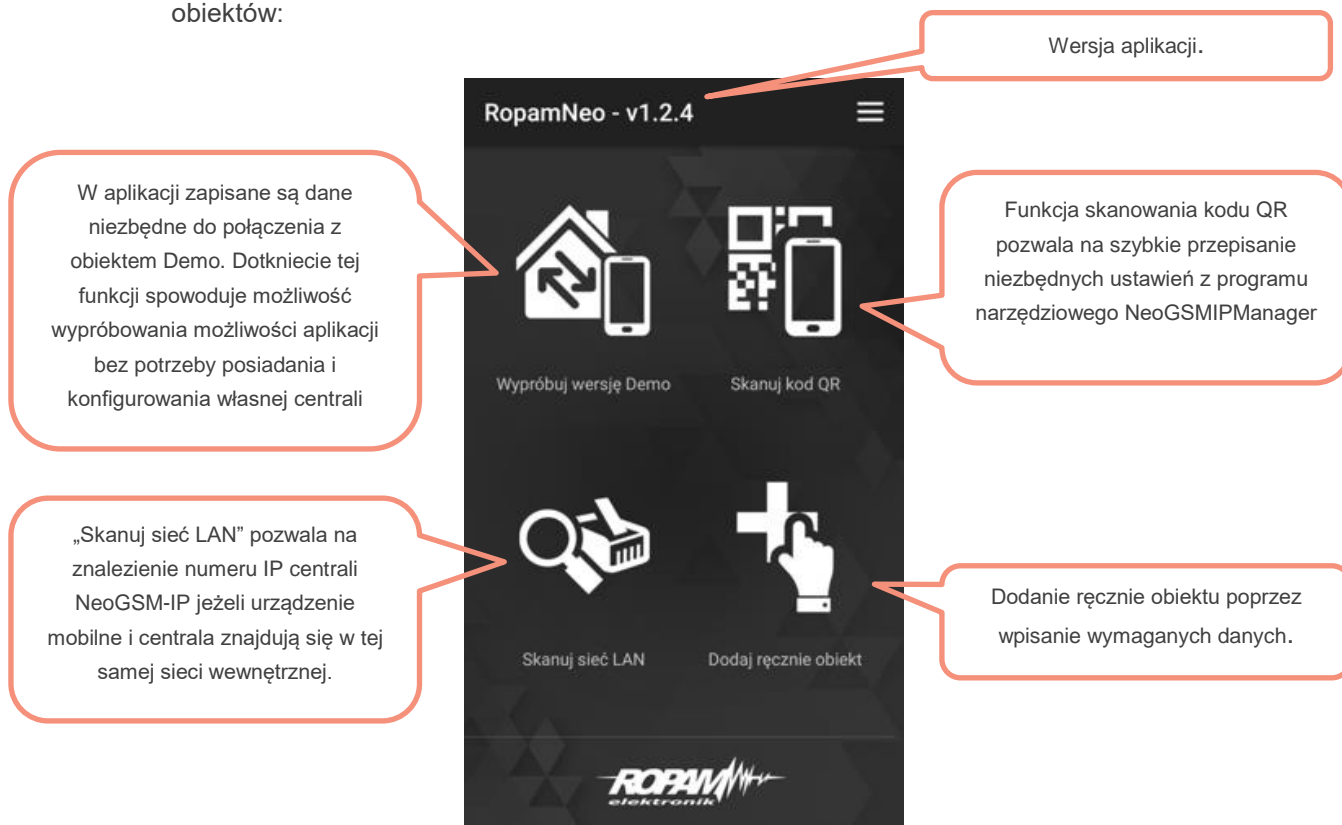 obiektów:
Wersja aplikacji.
RopamNeo - v1.2.4
W aplikacji zapisane są dane
niezbędne do połączenia z
obiektem Demo. Dotkniecie tej
funkcji spowoduje możliwość
wypróbowania możliwości aplikacji
bez potrzeby posiadania i
konfigurowania własnej centrali
Funkcja skanowania kodu QR
pozwala na szybkie przepisanie
niezbędnych ustawień z programu
narzędziowego NeoGSMIPManager
Wypróbuj wersję Demo
Skanuj kod QR
„Skanuj sieć LAN” pozwala na
znalezienie numeru IP centrali
NeoGSM-IP jeżeli urządzenie
mobilne i centrala znajdują się w tej
samej sieci wewnętrznej.
Dodanie ręcznie obiektu poprzez
wpisanie wymaganych danych.
Skanuj sieć LAN
Dodaj ręcznie obiekt
ROPAM
elektronik